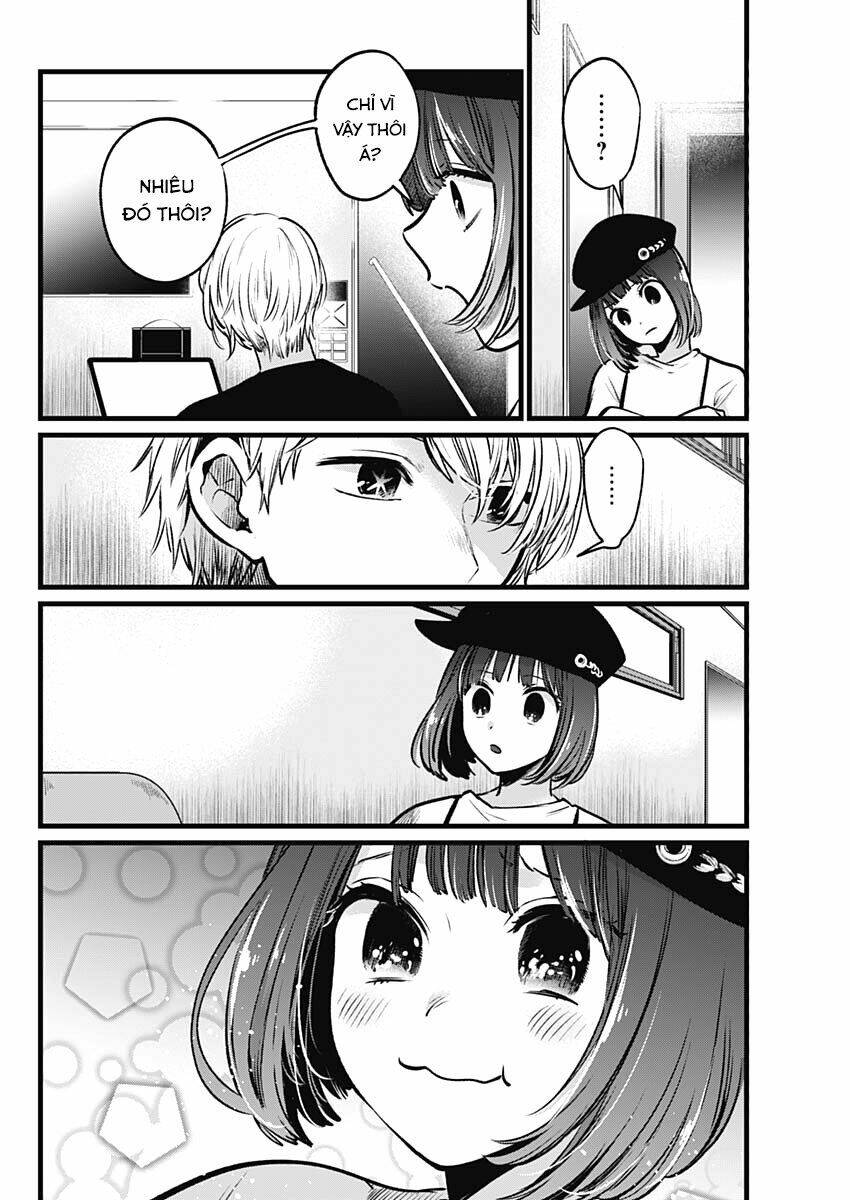 ……?
CHỈ VÌ
VẬY THÔI
Á?
NHIÊU
ĐÓ THÔI?
……